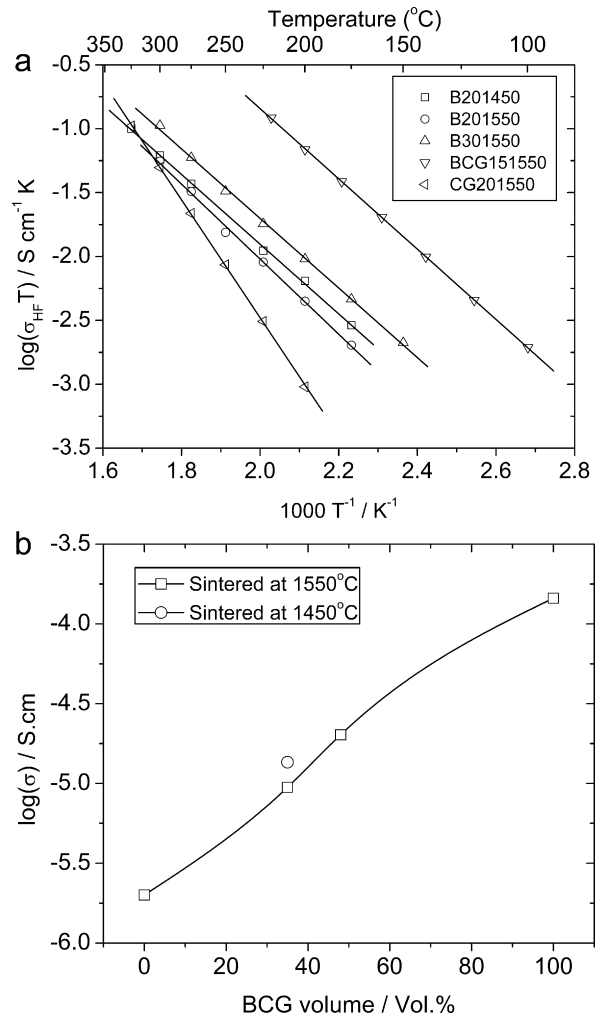 Temperature (°C)
350 300 250 200 150 100
a
-0.5
-1.0
-1.5
-2.0
-2.5
-3.0
-3.5
log(σHFT) / S cm-1 K
B201450
B201550
B301550
BCG151550
CG201550
1.6 1.8 2.0 2.2 2.4 2.6 2.8
1000 T-1 / K-1
b
-3.5
-4.0
-4.5
-5.0
-5.5
-6.0
log(σ) / S.cm
Sintered at 1550°C
Sintered at 1450°C
0 20 40 60 80 100
BCG volume / Vol.%